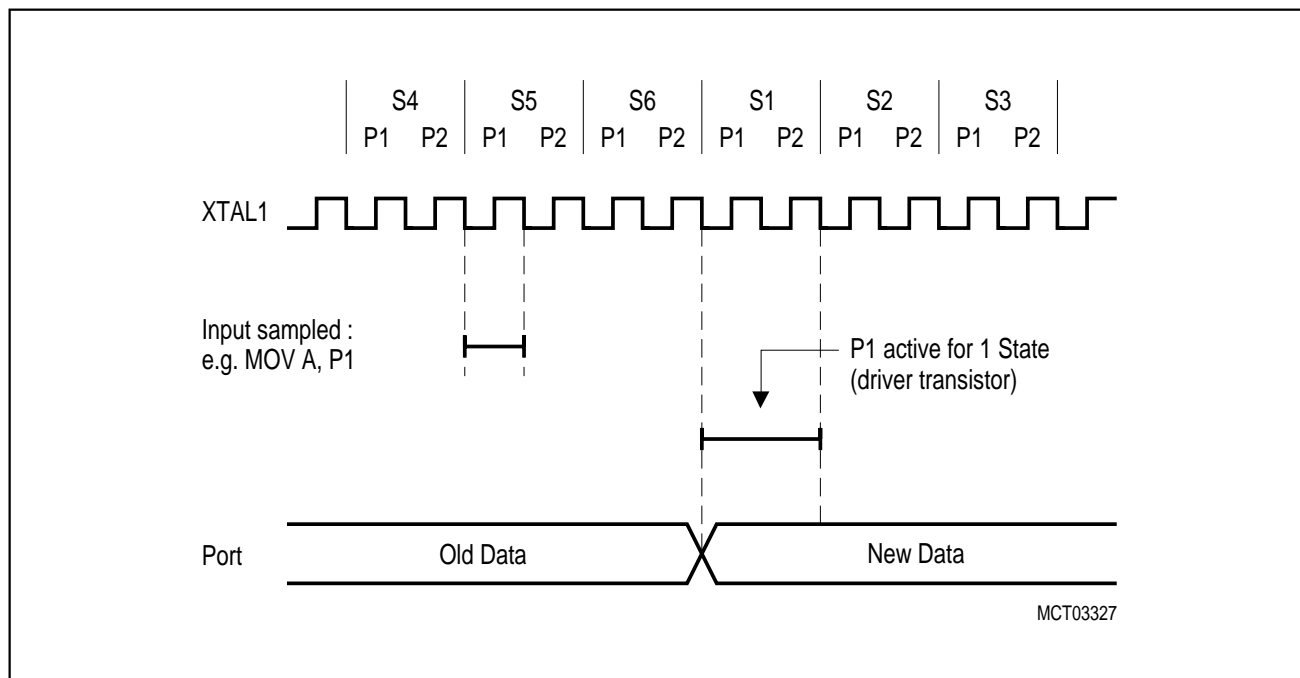 S4 S5 S6 S1 S2 S3
P1 P2 P1 P2 P1 P2 P1 P2 P1 P2 P1 P2
XTAL1
Input sampled :
e.g. MOV A, P1
P1 active for 1 State
(driver transistor)
Port Old Data New Data
MCT03327